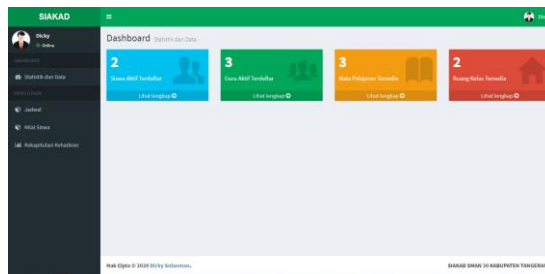 SIAKAD
Dicky
Online
DASHBOARD
Statistik dan Data
Jadwal
Nilai Siswa
Rekapitulasi Kehadiran
Dashboard Statistik dan Data
2
Siswa Aktif Terdaftar
Lihat lengkap
3
Guru Aktif Terdaftar
Lihat lengkap
3
Mata Pelajaran Tersedia
Lihat lengkap
2
Ruang Kelas Tersedia
Lihat lengkap
Hak Cipta © 2020 Dicky Setiawan.
SIAKAD SMAN 20 KABUPATEN TANGERANG